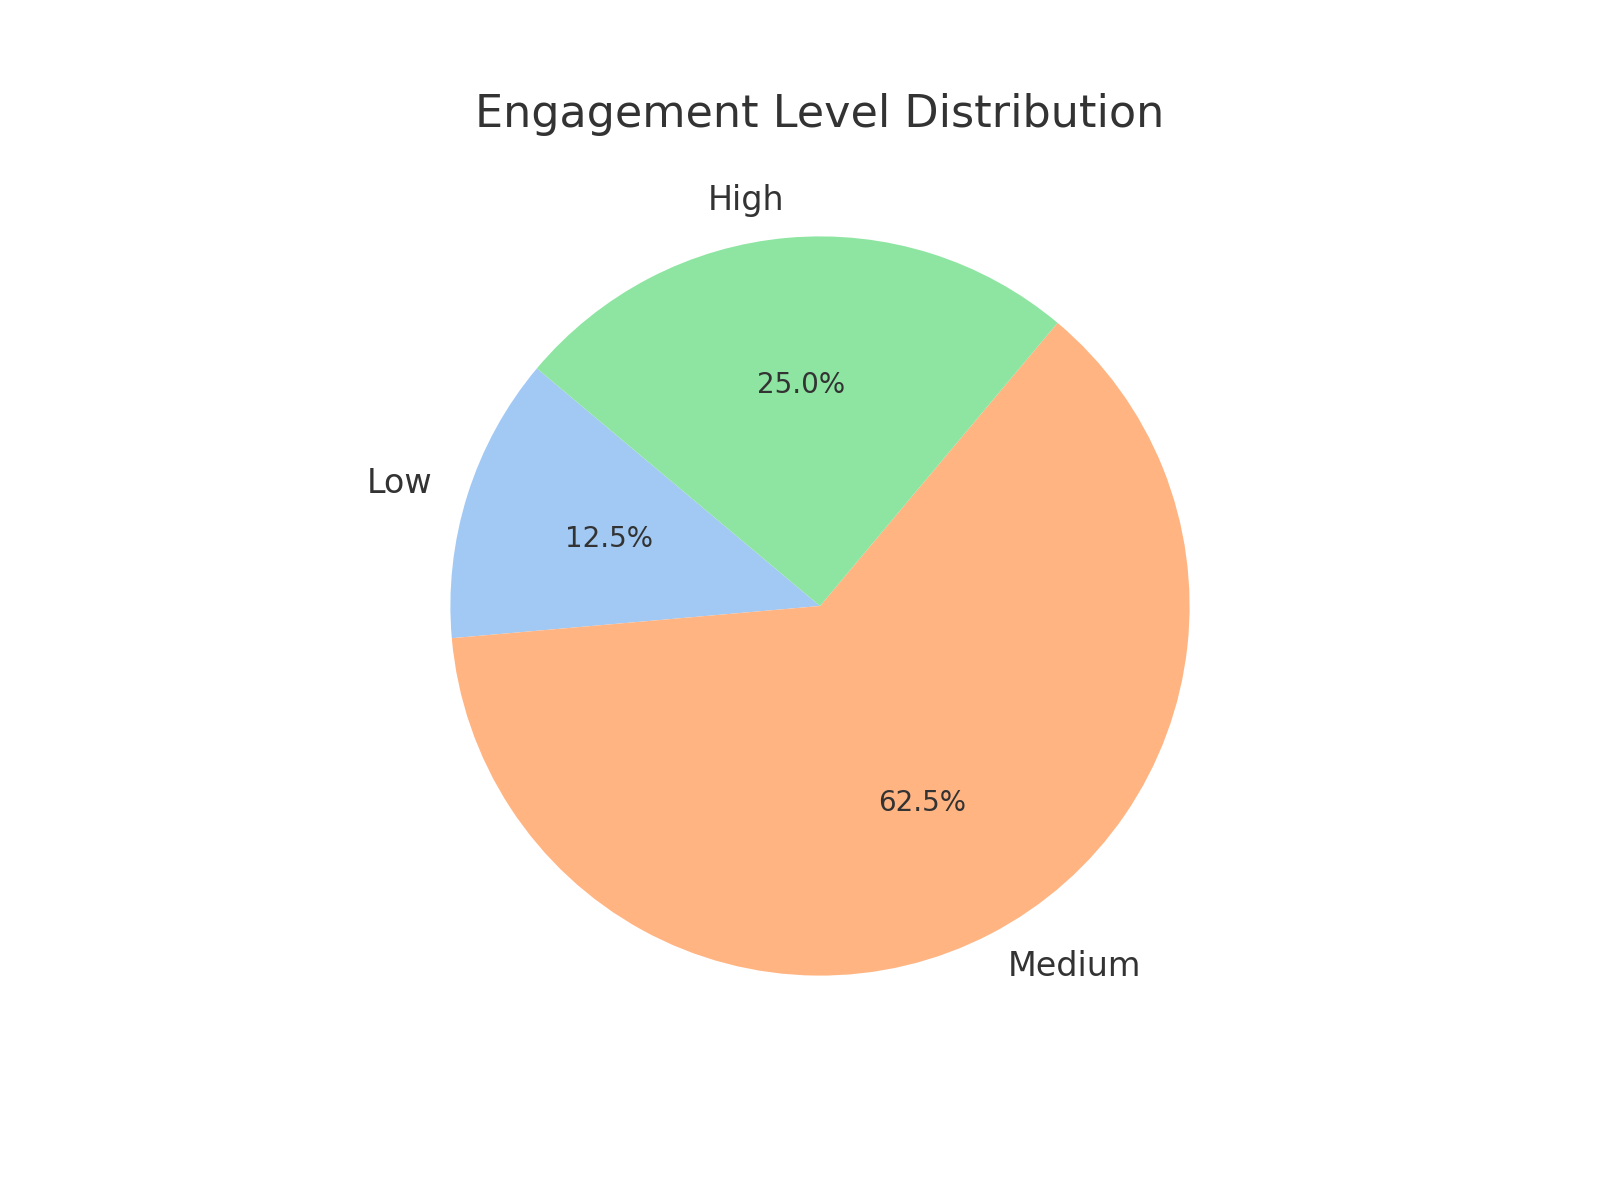 Engagement Level Distribution
High
25.0%
Low
12.5%
62.5%
Medium